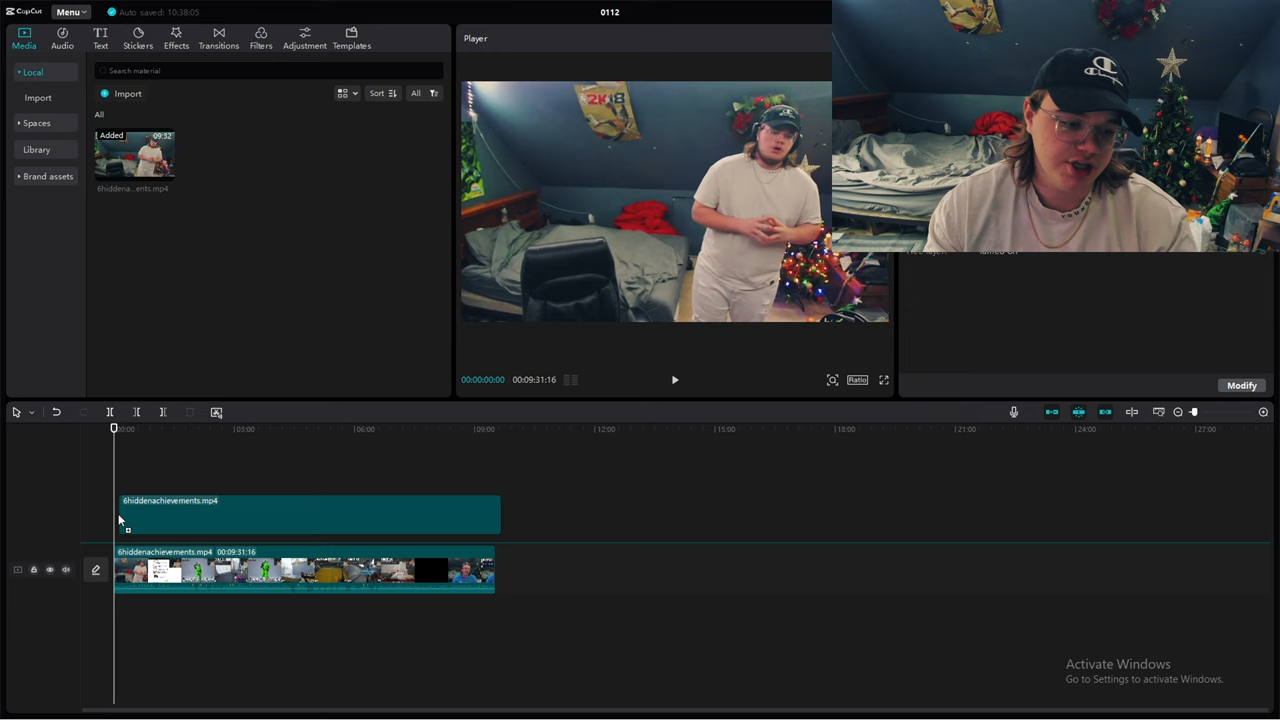 CapCut
Menu
Auto saved: 10:38:05
0112
Media
Audio
Text
Stickers
Effects
Transitions
Filters
Adjustment
Templates
Local
Import
Spaces
Library
Brand assets
Search material
Import
Sort
All
All
Added
09:32
6hiddena...ents.mp4
Player
2K18
00:00:00:00
00:09:31:16
Ratio
Modify
00:00
03:00
06:00
09:00
12:00
15:00
18:00
21:00
24:00
27:00
6hiddenachievements.mp4
6hiddenachievements.mp4 00:09:31:16
Activate Windows
Go to Settings to activate Windows.